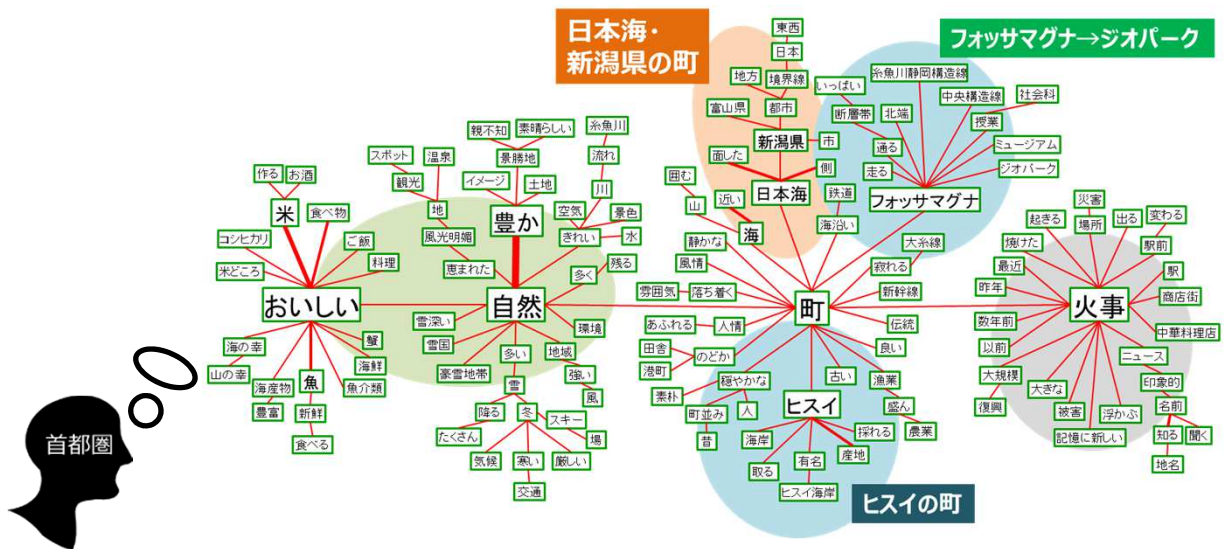 日本海・
新潟県の町
フォッサマグナ→ジオパーク
東西
日本
地方
境界線
富山県
都市
新潟県
市
面した
側
日本海
囲む
近い
山
海
鉄道
海沿い
いっぱい
糸魚川静岡構造線
断層帯
北端
中央構造線
社会科
授業
通る
ミュージアム
走る
ジオパーク
フォッサマグナ
親不知
素晴らしい
糸魚川
スポット
温泉
景勝地
流れ
観光
イメージ
土地
川
地
豊か
空気
景色
風光明媚
きれい
水
恵まれた
多く
残る
作る
お酒
米
食べ物
コシヒカリ
ご飯
米どころ
料理
おいしい
自然
町
火事
静かな
風情
雰囲気
落ち着く
大糸線
寂れる
新幹線
伝統
良い
あふれる
人情
田舎
のどか
港町
穏やかな
古い
漁業
素朴
町並み
人
昔
盛ん
農業
ヒスイ
海岸
採れる
取る
有名
産地
ヒスイ海岸
ヒスイの町
雪深い
環境
雪国
多い
地域
豪雪地帯
強い
雪
風
降る
冬
スキー
たくさん
場
気候
寒い
厳しい
交通
海の幸
蟹
山の幸
海鮮
海産物
魚
魚介類
豊富
新鮮
食べる
災害
起きる
場所
出る
変わる
焼けた
駅前
最近
駅
昨年
商店街
数年前
中華料理店
以前
ニュース
大規模
大きな
印象的
復興
被害
浮かぶ
名前
記憶に新しい
知る
聞く
地名
首都圏